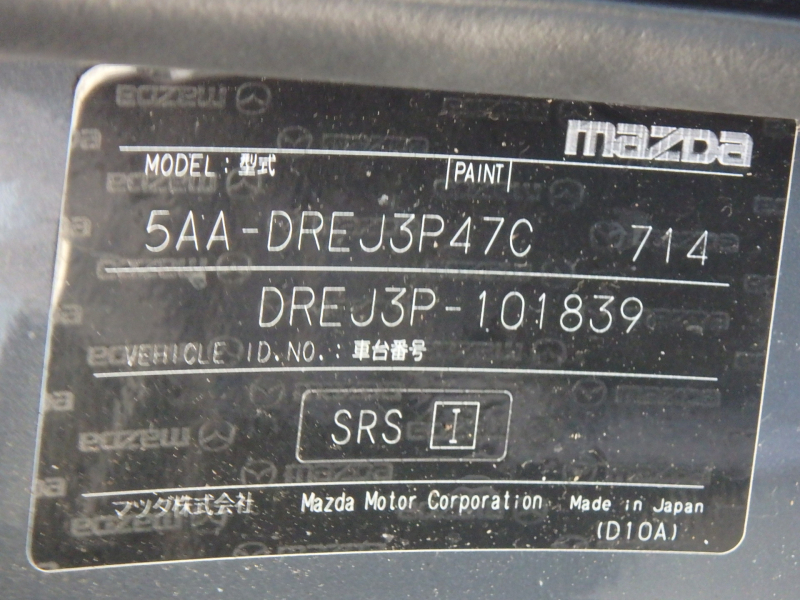 mazda
MODEL : 型式 PAINT
5AA-DREJ3P47C 714
DREJ3P-101839
VEHICLE I.D.NO. : 車台番号
SRS I
マツダ株式会社 Mazda Motor Corporation Made in Japan
(D10A)